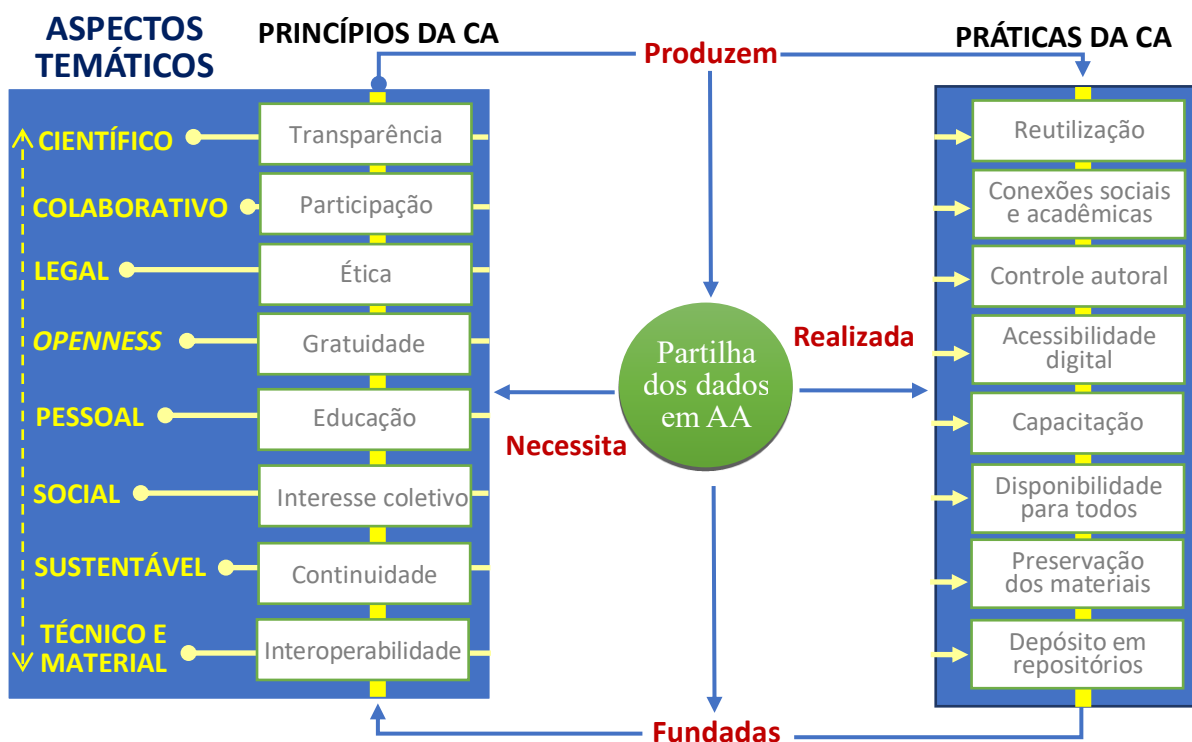 ASPECTOS
TEMÁTICOS
PRINCÍPIOS DA CA
Produzem
PRÁTICAS DA CA
CIENTÍFICO
Transparência
Reutilização
COLABORATIVO
Participação
Conexões sociais
e acadêmicas
LEGAL
Ética
Controle autoral
OPENNESS
Gratuidade
Partilha
dos dados
em AA
Realizada
Acessibilidade
digital
PESSOAL
Educação
Necessita
Capacitação
SOCIAL
Interesse coletivo
Disponibilidade
para todos
SUSTENTÁVEL
Continuidade
Preservação
dos materiais
TÉCNICO E
MATERIAL
Interoperabilidade
Depósito em
repositórios
Fundadas